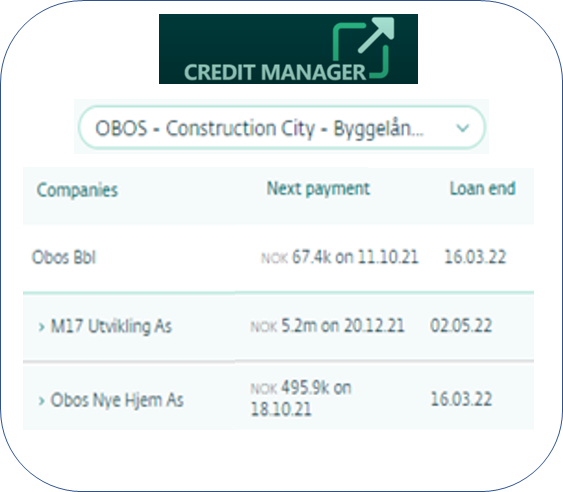 CREDIT MANAGER
OBOS - Construction City - Byggelån...
Companies Next payment Loan end
Obos Bbl NOK 67.4k on 11.10.21 16.03.22
› M17 Utvikling As NOK 5.2m on 20.12.21 02.05.22
› Obos Nye Hjem As NOK 495.9k on 18.10.21 16.03.22